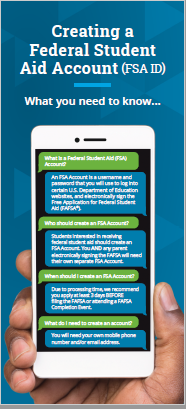 Creating a
Federal Student
Aid Account (FSA ID)
What you need to know...
What is a Federal Student Aid (FSA)
Account?
An FSA Account is a username and
password that you will use to log into
certain U.S. Department of Education
websites, and electronically sign the
Free Application for Federal Student
Aid (FAFSA®).
Who should create an FSA Account?
Students interested in receiving
federal student aid should create an
FSA Account. You AND any parent
electronically signing the FAFSA will need
their own separate FSA Account.
When should I create an FSA Account?
Due to processing time, we recommend
you apply at least 3 days BEFORE
filing the FAFSA or attending a FAFSA
Completion Event.
What do I need to create an account?
You will need your own mobile phone
number and/or email address.